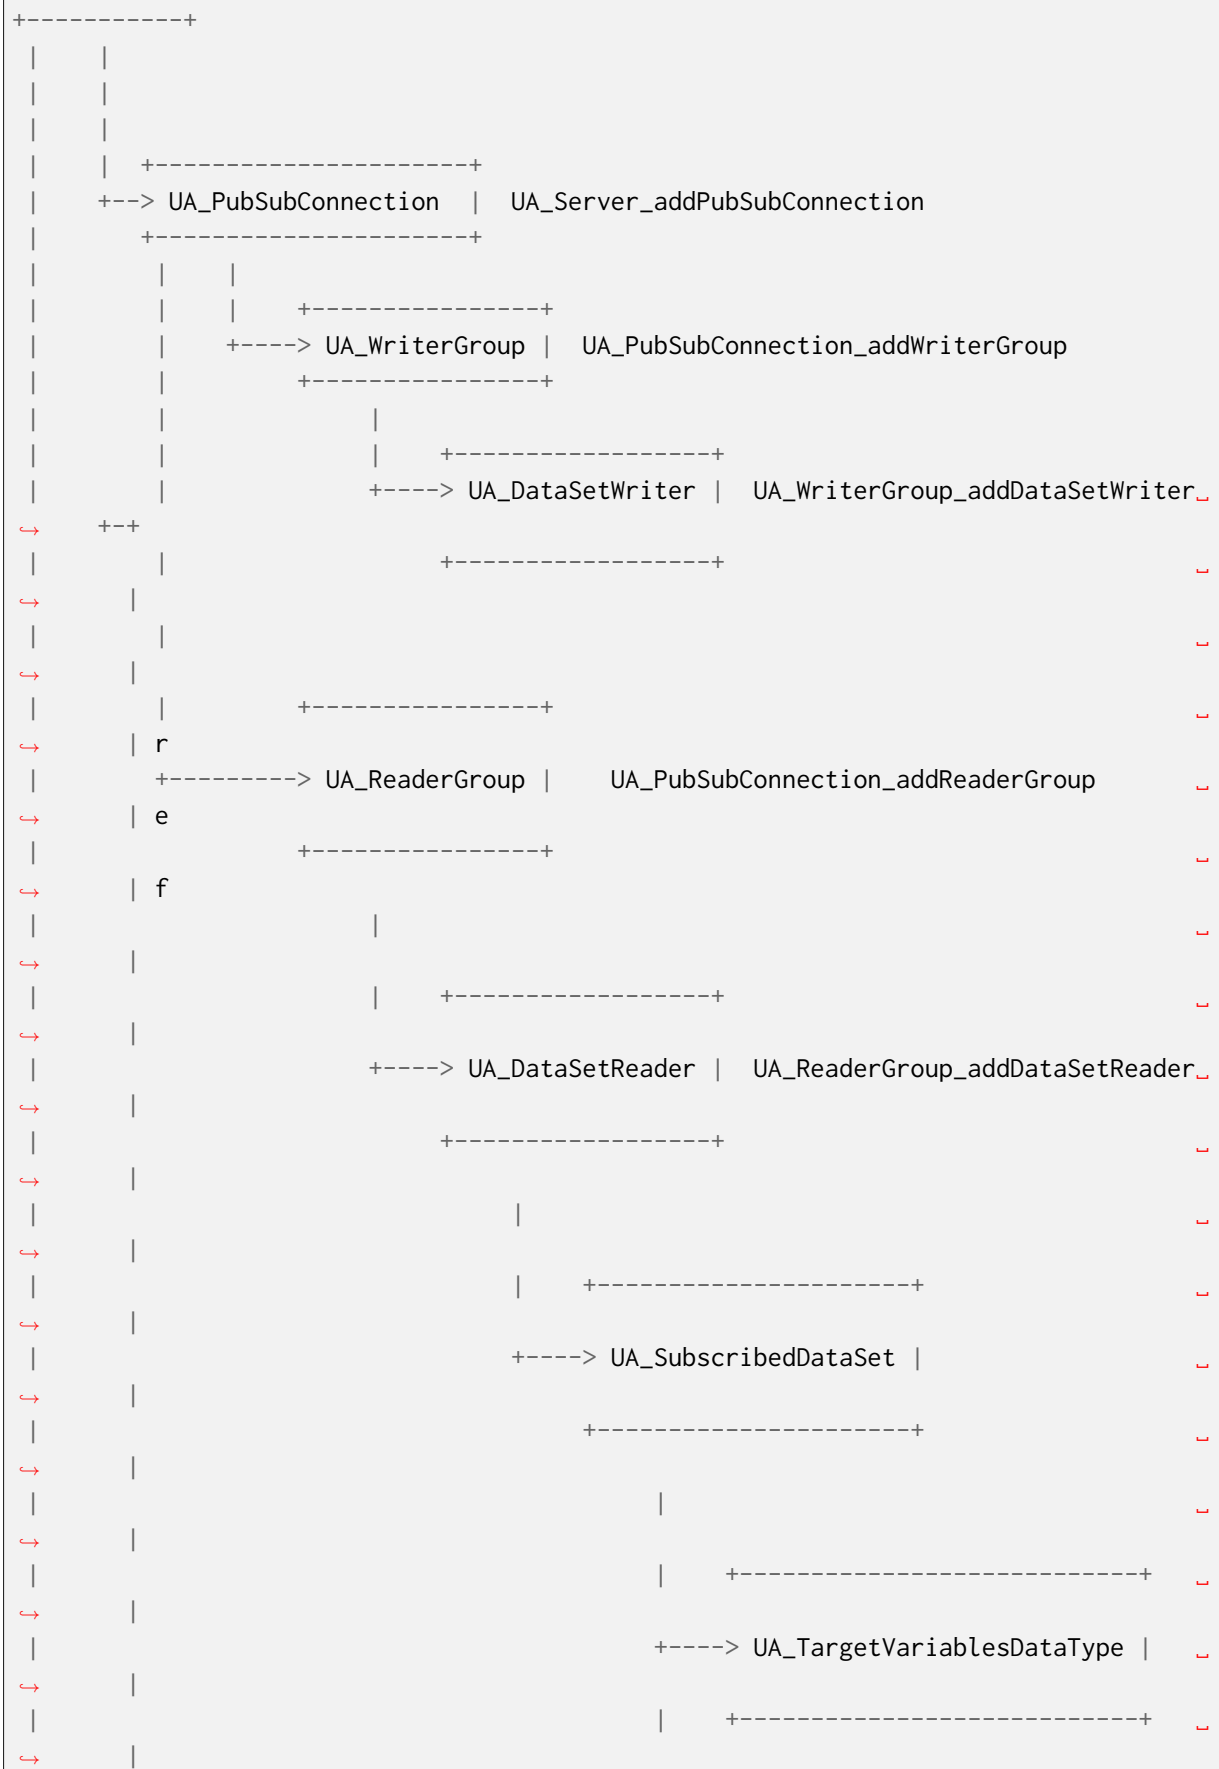 +-----------+
 |    |
 |    |
 |    |
 |    |  +----------------------+
 |    +--> UA_PubSubConnection  |  UA_Server_addPubSubConnection
 |       +----------------------+
 |        |    |
 |        |    |    +----------------+
 |        |    +----> UA_WriterGroup |  UA_PubSubConnection_addWriterGroup
 |        |         +----------------+
 |        |              |
 |        |              |    +------------------+
 |        |              +----> UA_DataSetWriter |  UA_WriterGroup_addDataSetWriter␣
↪     +-+
 |        |                   +------------------+                                 ␣
↪       |
 |        |                                                                        ␣
↪       |
 |        |         +----------------+                                             ␣
↪       | r
 |        +---------> UA_ReaderGroup |    UA_PubSubConnection_addReaderGroup       ␣
↪       | e
 |                  +----------------+                                             ␣
↪       | f
 |                       |                                                         ␣
↪       |
 |                       |    +------------------+                                 ␣
↪       |
 |                       +----> UA_DataSetReader |  UA_ReaderGroup_addDataSetReader␣
↪       |
 |                            +------------------+                                 ␣
↪       |
 |                                 |                                               ␣
↪       |
 |                                 |    +----------------------+                   ␣
↪       |
 |                                 +----> UA_SubscribedDataSet |                   ␣
↪       |
 |                                      +----------------------+                   ␣
↪       |
 |                                           |                                     ␣
↪       |
 |                                           |    +----------------------------+   ␣
↪       |
 |                                           +----> UA_TargetVariablesDataType |   ␣
↪       |
 |                                           |    +----------------------------+   ␣
↪       |